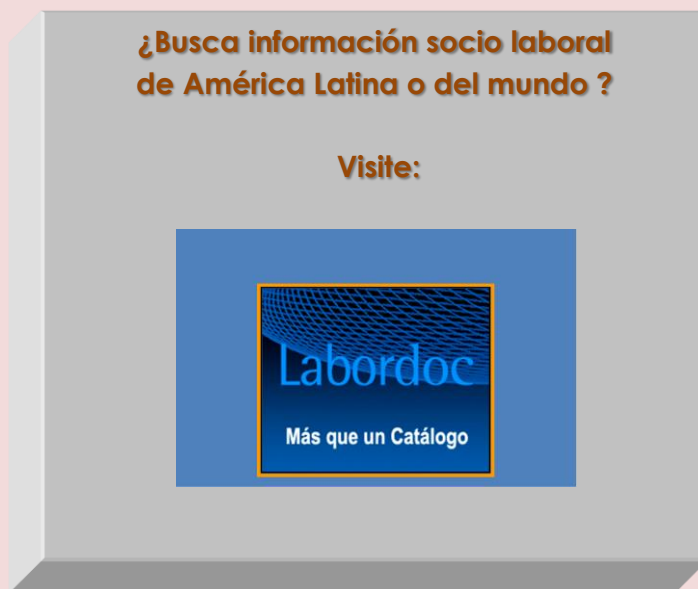 ¿Busca información socio laboral
de América Latina o del mundo ?
Visite:
Labordoc
Más que un Catálogo